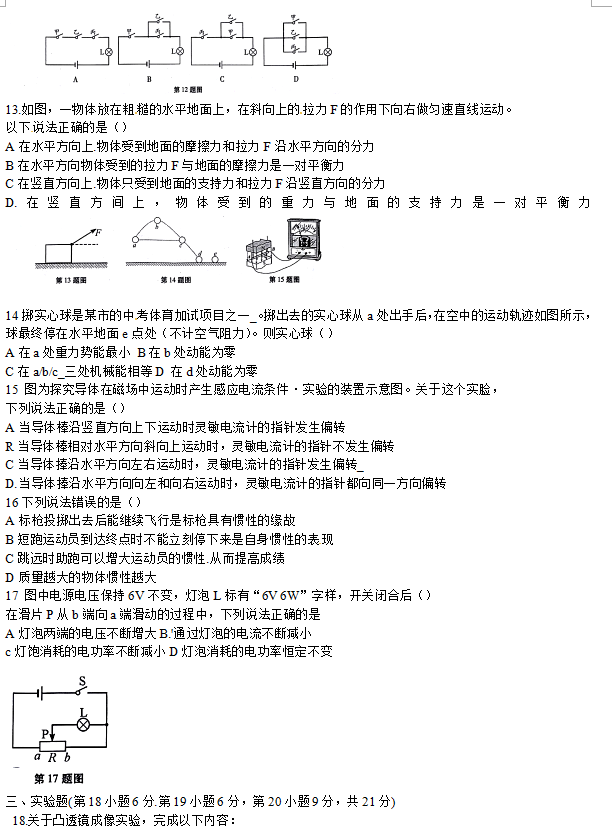 L
L
L
L
A
B
C
D
第12题图
13.如图，一物体放在粗糙的水平地面上，在斜向上的.拉力 F 的作用下向右做匀速直线运动。
以下说法正确的是（）
A 在水平方向上.物体受到地面的摩擦力和拉力 F 沿水平方向的分力
B 在水平方向物体受到的拉力 F 与地面的摩擦力是一对平衡力
C 在竖直方向上.物体只受到地面的支持力和拉力 F 沿竖直方向的分力
D. 在竖直方间上，物体受到的重力与地面的支持力是一对平衡力
F
a b c d e
第13题图
第14题图
第15题图
14 掷实心球是某市的中考体育加试项目之一_。掷出去的实心球从 a 处出手后，在空中的运动轨迹如图所示，
球最终停在水平地面 e 点处（不计空气阻力）。则实心球（）
A 在 a 处重力势能最小 B 在 b 处动能为零
C 在 a/b/c_三处机械能相等 D 在 d 处动能为零
15 图为探究导体在磁场中运动时产生感应电流条件·实验的装置示意图。关于这个实脸，
下列说法正确的是（）
A 当导体棒沿竖直方向上下运动时灵敏电流计的指针发生偏转
R 当导体棒相对水平方向斜向上运动时，灵敏电流计的指针不发生偏转
C 当导体捧沿水平方向左右运动时，灵敏电流计的指针发生偏转_
D.当导体捧沿水平方向向左和向右运动时，灵敏电流计的指针都向同一方向偏转
16 下列说法错误的是（）
A 标枪投掷出去后能继续飞行是标枪具有惯性的缘故
B 短跑运动员到达终点时不能立刻停下来是自身惯性的表现
C 跳远时助跑可以增大运动员的惯性.从而提高成绩
D 质量越大的物体惯性越大
17 图中电源电压保持 6V 不变，灯泡 L 标有“6V 6W”字样，开关闭合后（）
在滑片 P 从 b 端向 a 端滑动的过程中，下列说法正确的是
A 灯泡两端的电压不断增大 B.'通过灯泡的电流不断减小
c 灯饱消耗的电功率不断减小 D 灯泡消耗的电功率恒定不变
S
L
P
a R b
第17题图
三、实验题(第 18 小题 6 分.第 19 小题 6 分，第 20 小题 9 分，共 21 分)
18.关于凸透镜成像实验，完成以下内容：